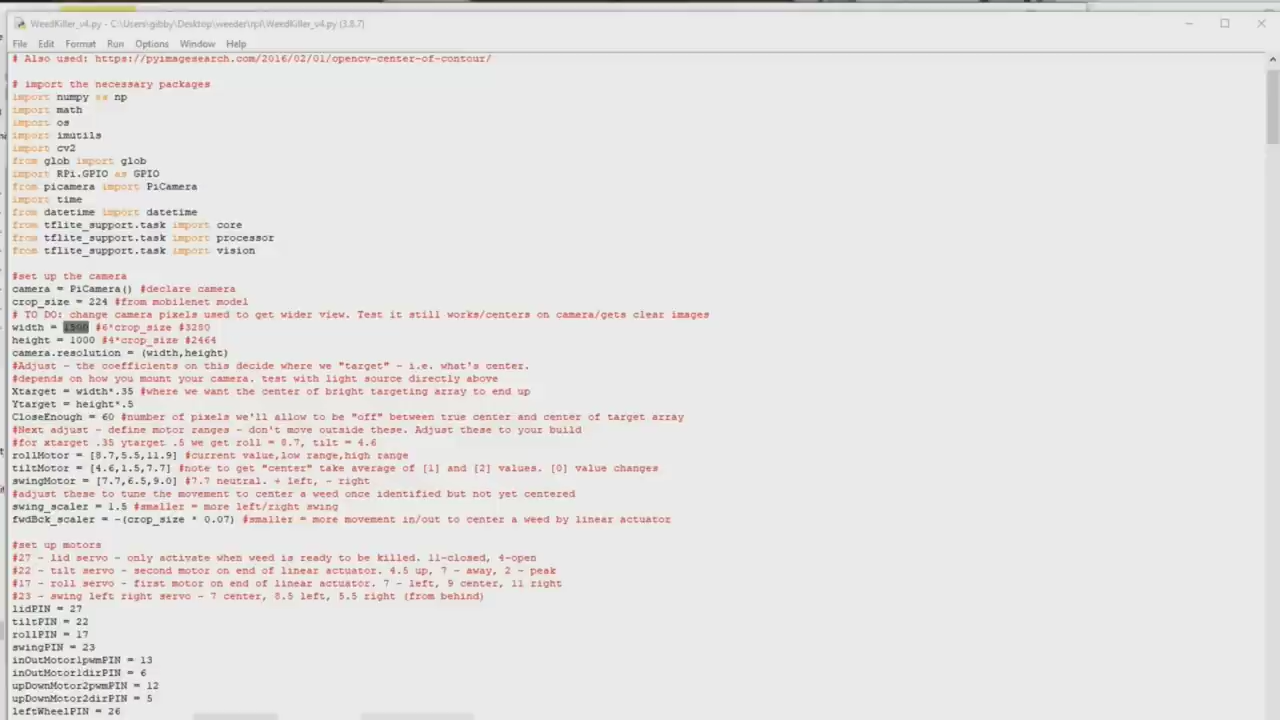 WeedKiller_v4.py - C:\Users\gibby\Desktop\weeder\rpi\WeedKiller_v4.py (3.8.7)
File Edit Format Run Options Window Help
# Also used: https://pyimagesearch.com/2016/02/01/opencv-center-of-contour/
# import the necessary packages
import numpy as np
import math
import os
import imutils
import cv2
from glob import glob
import RPi.GPIO as GPIO
from picamera import PiCamera
import time
from datetime import datetime
from tflite_support.task import core
from tflite_support.task import processor
from tflite_support.task import vision
#set up the camera
camera = PiCamera() #declare camera
crop_size = 224 #from mobilenet model
# TO DO: change camera pixels used to get wider view. Test it still works/centers on camera/gets clear images
width = 1500 #6*crop_size #3280
height = 1000 #4*crop_size #2464
camera.resolution = (width,height)
#Adjust - the coefficients on this decide where we "target" - i.e. what's center.
#depends on how you mount your camera. test with light source directly above
Xtarget = width*.35 #where we want the center of bright targeting array to end up
Ytarget = height*.5
CloseEnough = 60 #number of pixels we'll allow to be "off" between true center and center of target array
#Next adjust - define motor ranges - don't move outside these. Adjust these to your build
#for xtarget .35 ytarget .5 we get roll = 8.7, tilt = 4.6
rollMotor = [8.7,5.5,11.9] #current value,low range,high range
tiltMotor = [4.6,1.5,7.7] #note to get "center" take average of [1] and [2] values. [0] value changes
swingMotor = [7.7,6.5,9.0] #7.7 neutral. + left, - right
#adjust these to tune the movement to center a weed once identified but not yet centered
swing_scaler = 1.5 #smaller = more left/right swing
fwdBck_scaler = -(crop_size * 0.07) #smaller = more movement in/out to center a weed by linear actuator
#set up motors
#27 - lid servo - only activate when weed is ready to be killed. 11-closed, 4-open
#22 - tilt servo - second motor on end of linear actuator. 4.5 up, 7 - away, 2 - peak
#17 - roll servo - first motor on end of linear actuator. 7 - left, 9 center, 11 right
#23 - swing left right servo - 7 center, 8.5 left, 5.5 right (from behind)
lidPIN = 27
tiltPIN = 22
rollPIN = 17
swingPIN = 23
inOutMotor1pwmPIN = 13
inOutMotor1dirPIN = 6
upDownMotor2pwmPIN = 12
upDownMotor2dirPIN = 5
leftWheelPIN = 26